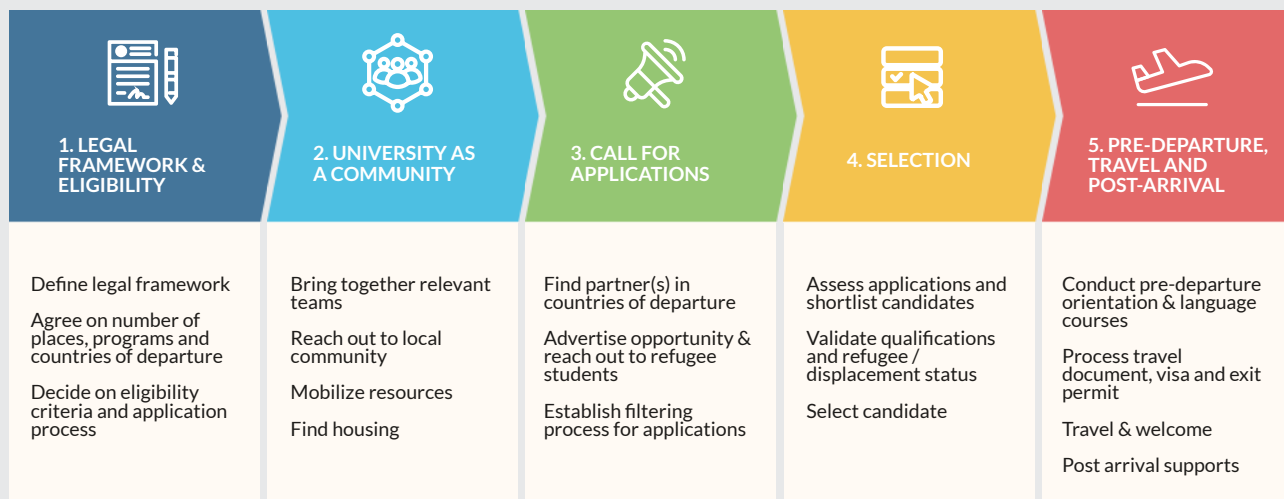 1. LEGAL
FRAMEWORK &
ELIGIBILITY
Define legal framework
Agree on number of
places, programs and
countries of departure
Decide on eligibility
criteria and application
process
2. UNIVERSITY AS
A COMMUNITY
Bring together relevant
teams
Reach out to local
community
Mobilize resources
Find housing
3. CALL FOR
APPLICATIONS
Find partner(s) in
countries of departure
Advertise opportunity &
reach out to refugee
students
Establish filtering
process for applications
4. SELECTION
Assess applications and
shortlist candidates
Validate qualifications
and refugee /
displacement status
Select candidate
5. PRE-DEPARTURE,
TRAVEL AND
POST-ARRIVAL
Conduct pre-departure
orientation & language
courses
Process travel
document, visa and exit
permit
Travel & welcome
Post arrival supports